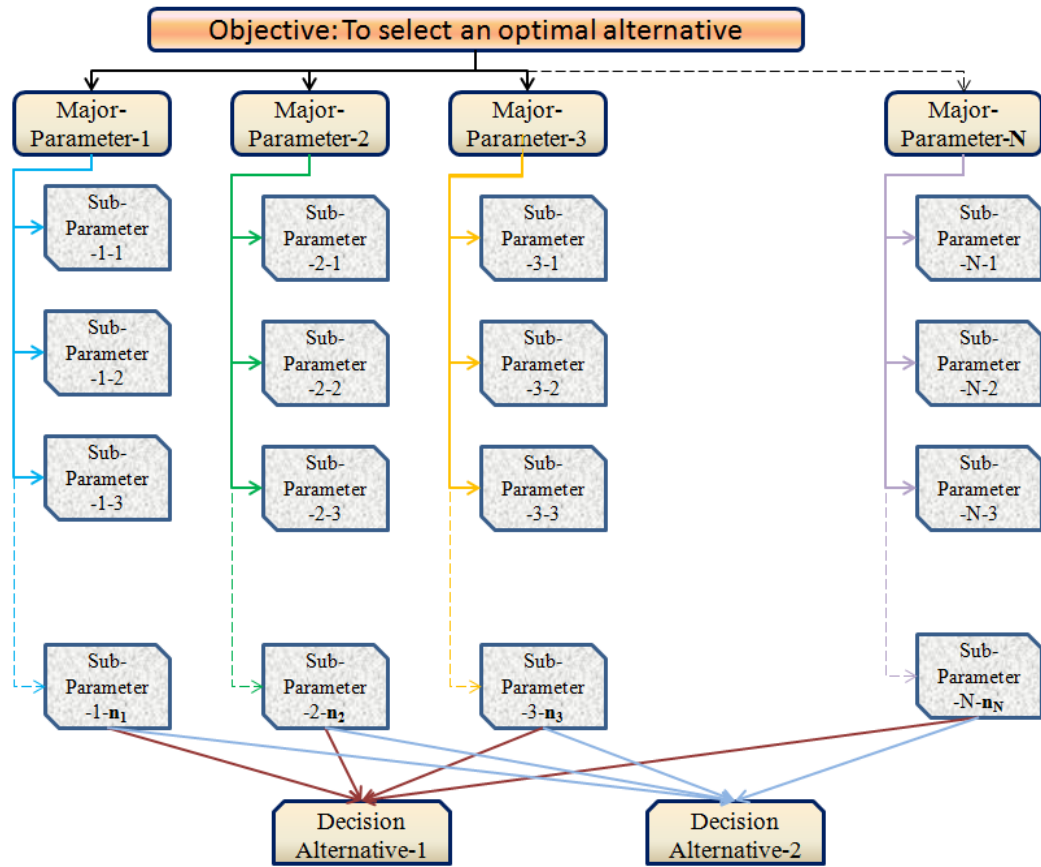 Objective: To select an optimal alternative
Major-
Parameter-1
Major-
Parameter-2
Major-
Parameter-3
Major-
Parameter-N
Sub-
Parameter
-1-1
Sub-
Parameter
-2-1
Sub-
Parameter
-3-1
Sub-
Parameter
-N-1
Sub-
Parameter
-1-2
Sub-
Parameter
-2-2
Sub-
Parameter
-3-2
Sub-
Parameter
-N-2
Sub-
Parameter
-1-3
Sub-
Parameter
-2-3
Sub-
Parameter
-3-3
Sub-
Parameter
-N-3
Sub-
Parameter
-1-n₁
Sub-
Parameter
-2-n₂
Sub-
Parameter
-3-n₃
Sub-
Parameter
-N-n_N
Decision
Alternative-1
Decision
Alternative-2